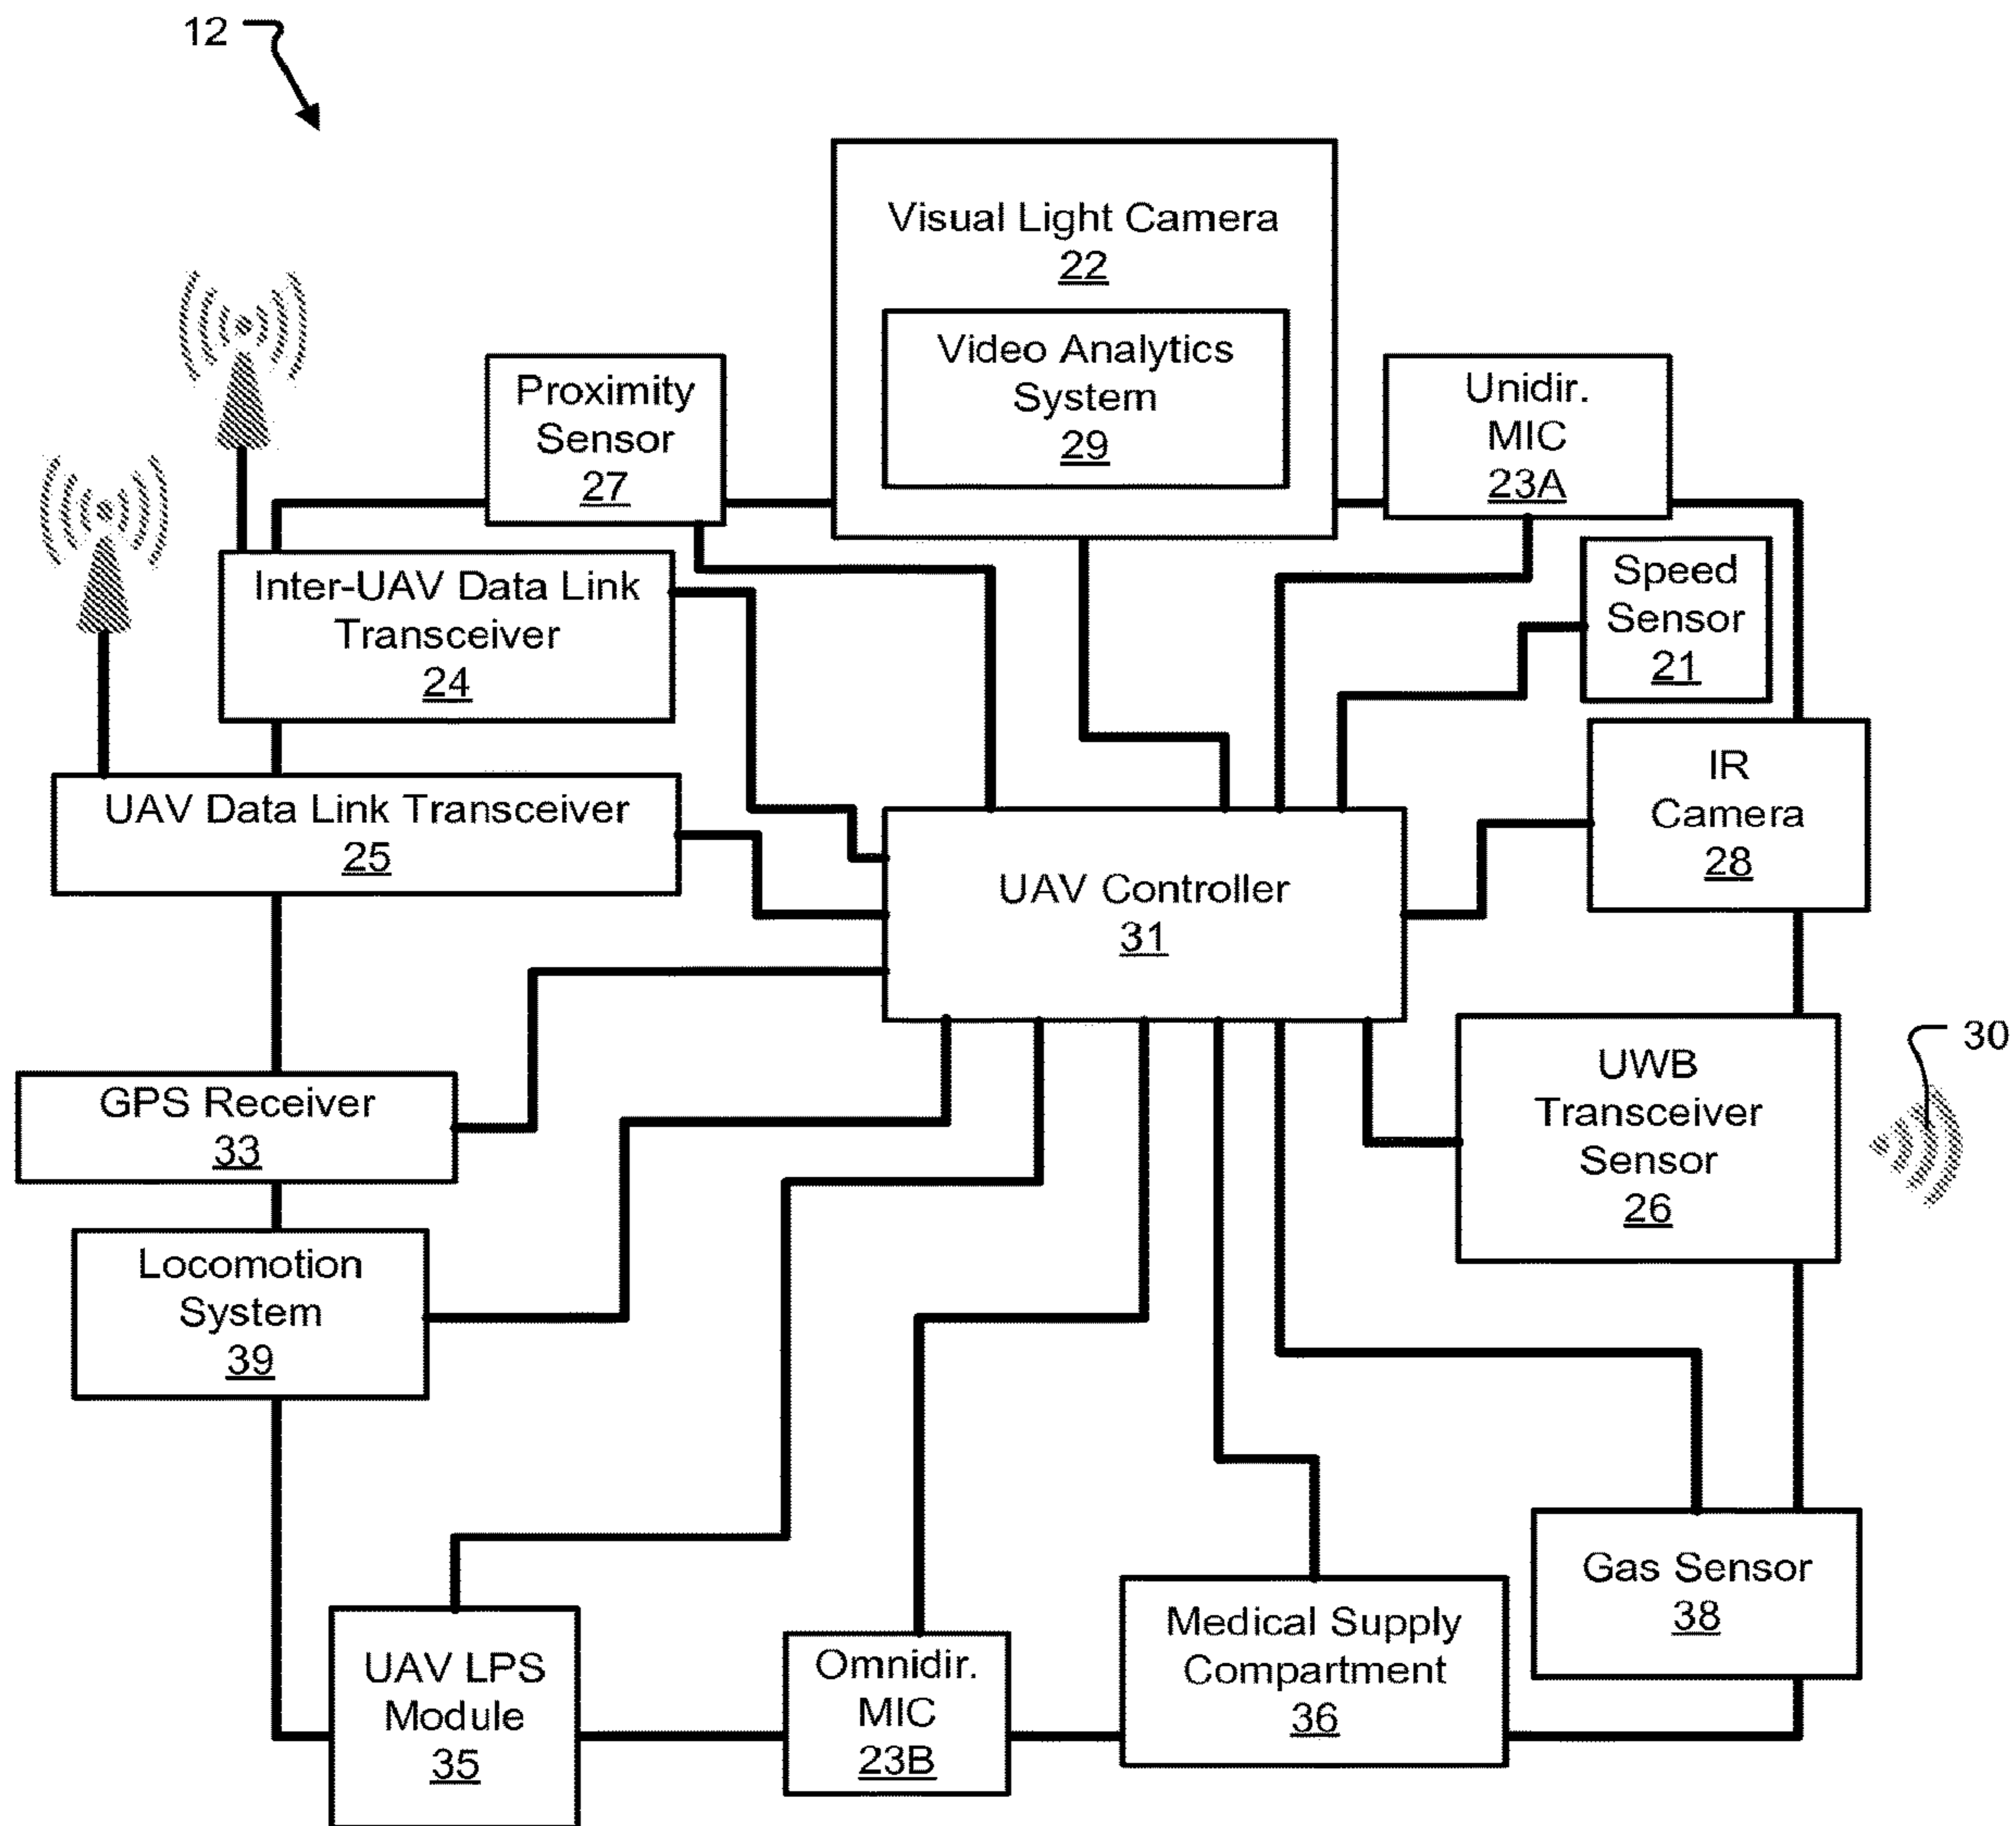 12
Visual Light Camera
22
Video Analytics
System
29
Proximity
Sensor
27
Unidir.
MIC
23A
Inter-UAV Data Link
Transceiver
24
Speed
Sensor
21
UAV Data Link Transceiver
25
IR
Camera
28
UAV Controller
31
GPS Receiver
33
UWB
Transceiver
Sensor
26
30
Locomotion
System
39
UAV LPS
Module
35
Omnidir.
MIC
23B
Medical Supply
Compartment
36
Gas Sensor
38